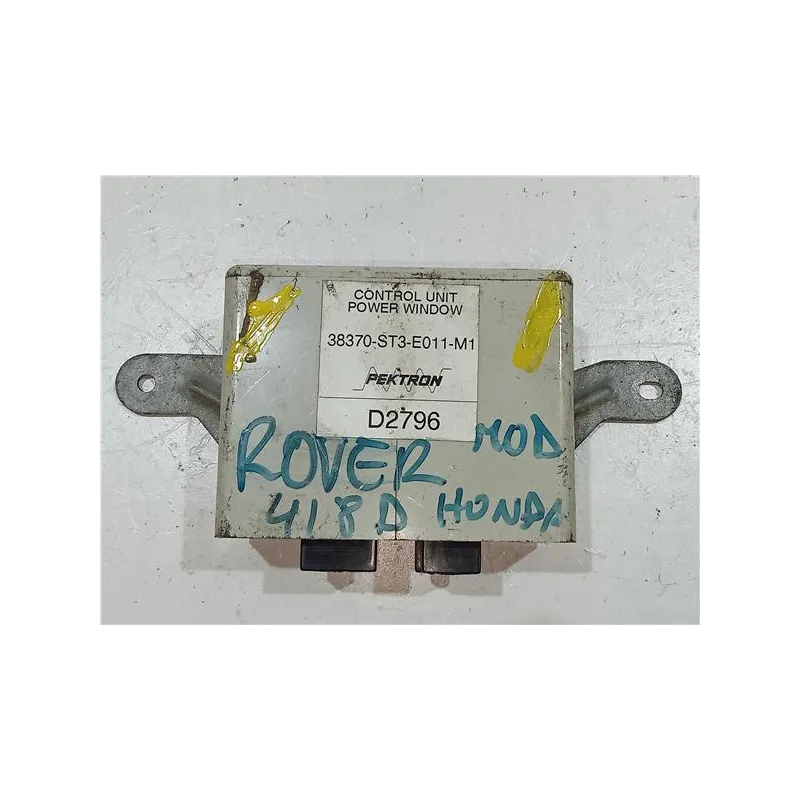 CONTROL UNIT
POWER WINDOW
38370-ST3-E011-M1
PEKTRON
D2796
ROVER MOD
418D HONDA